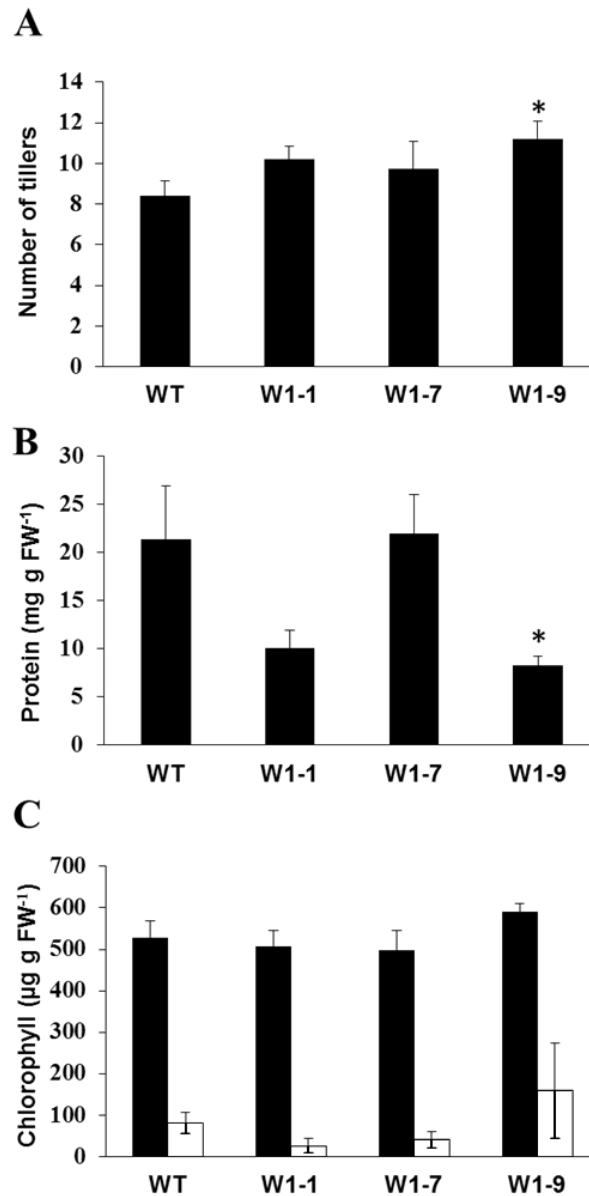 A
Number of tillers
14
12
10
8
6
4
2
0
*
WT W1-1 W1-7 W1-9
B
Protein (mg g FW⁻¹)
30
25
20
15
10
5
0
*
WT W1-1 W1-7 W1-9
C
Chlorophyll (µg g FW⁻¹)
700
600
500
400
300
200
100
0
WT W1-1 W1-7 W1-9